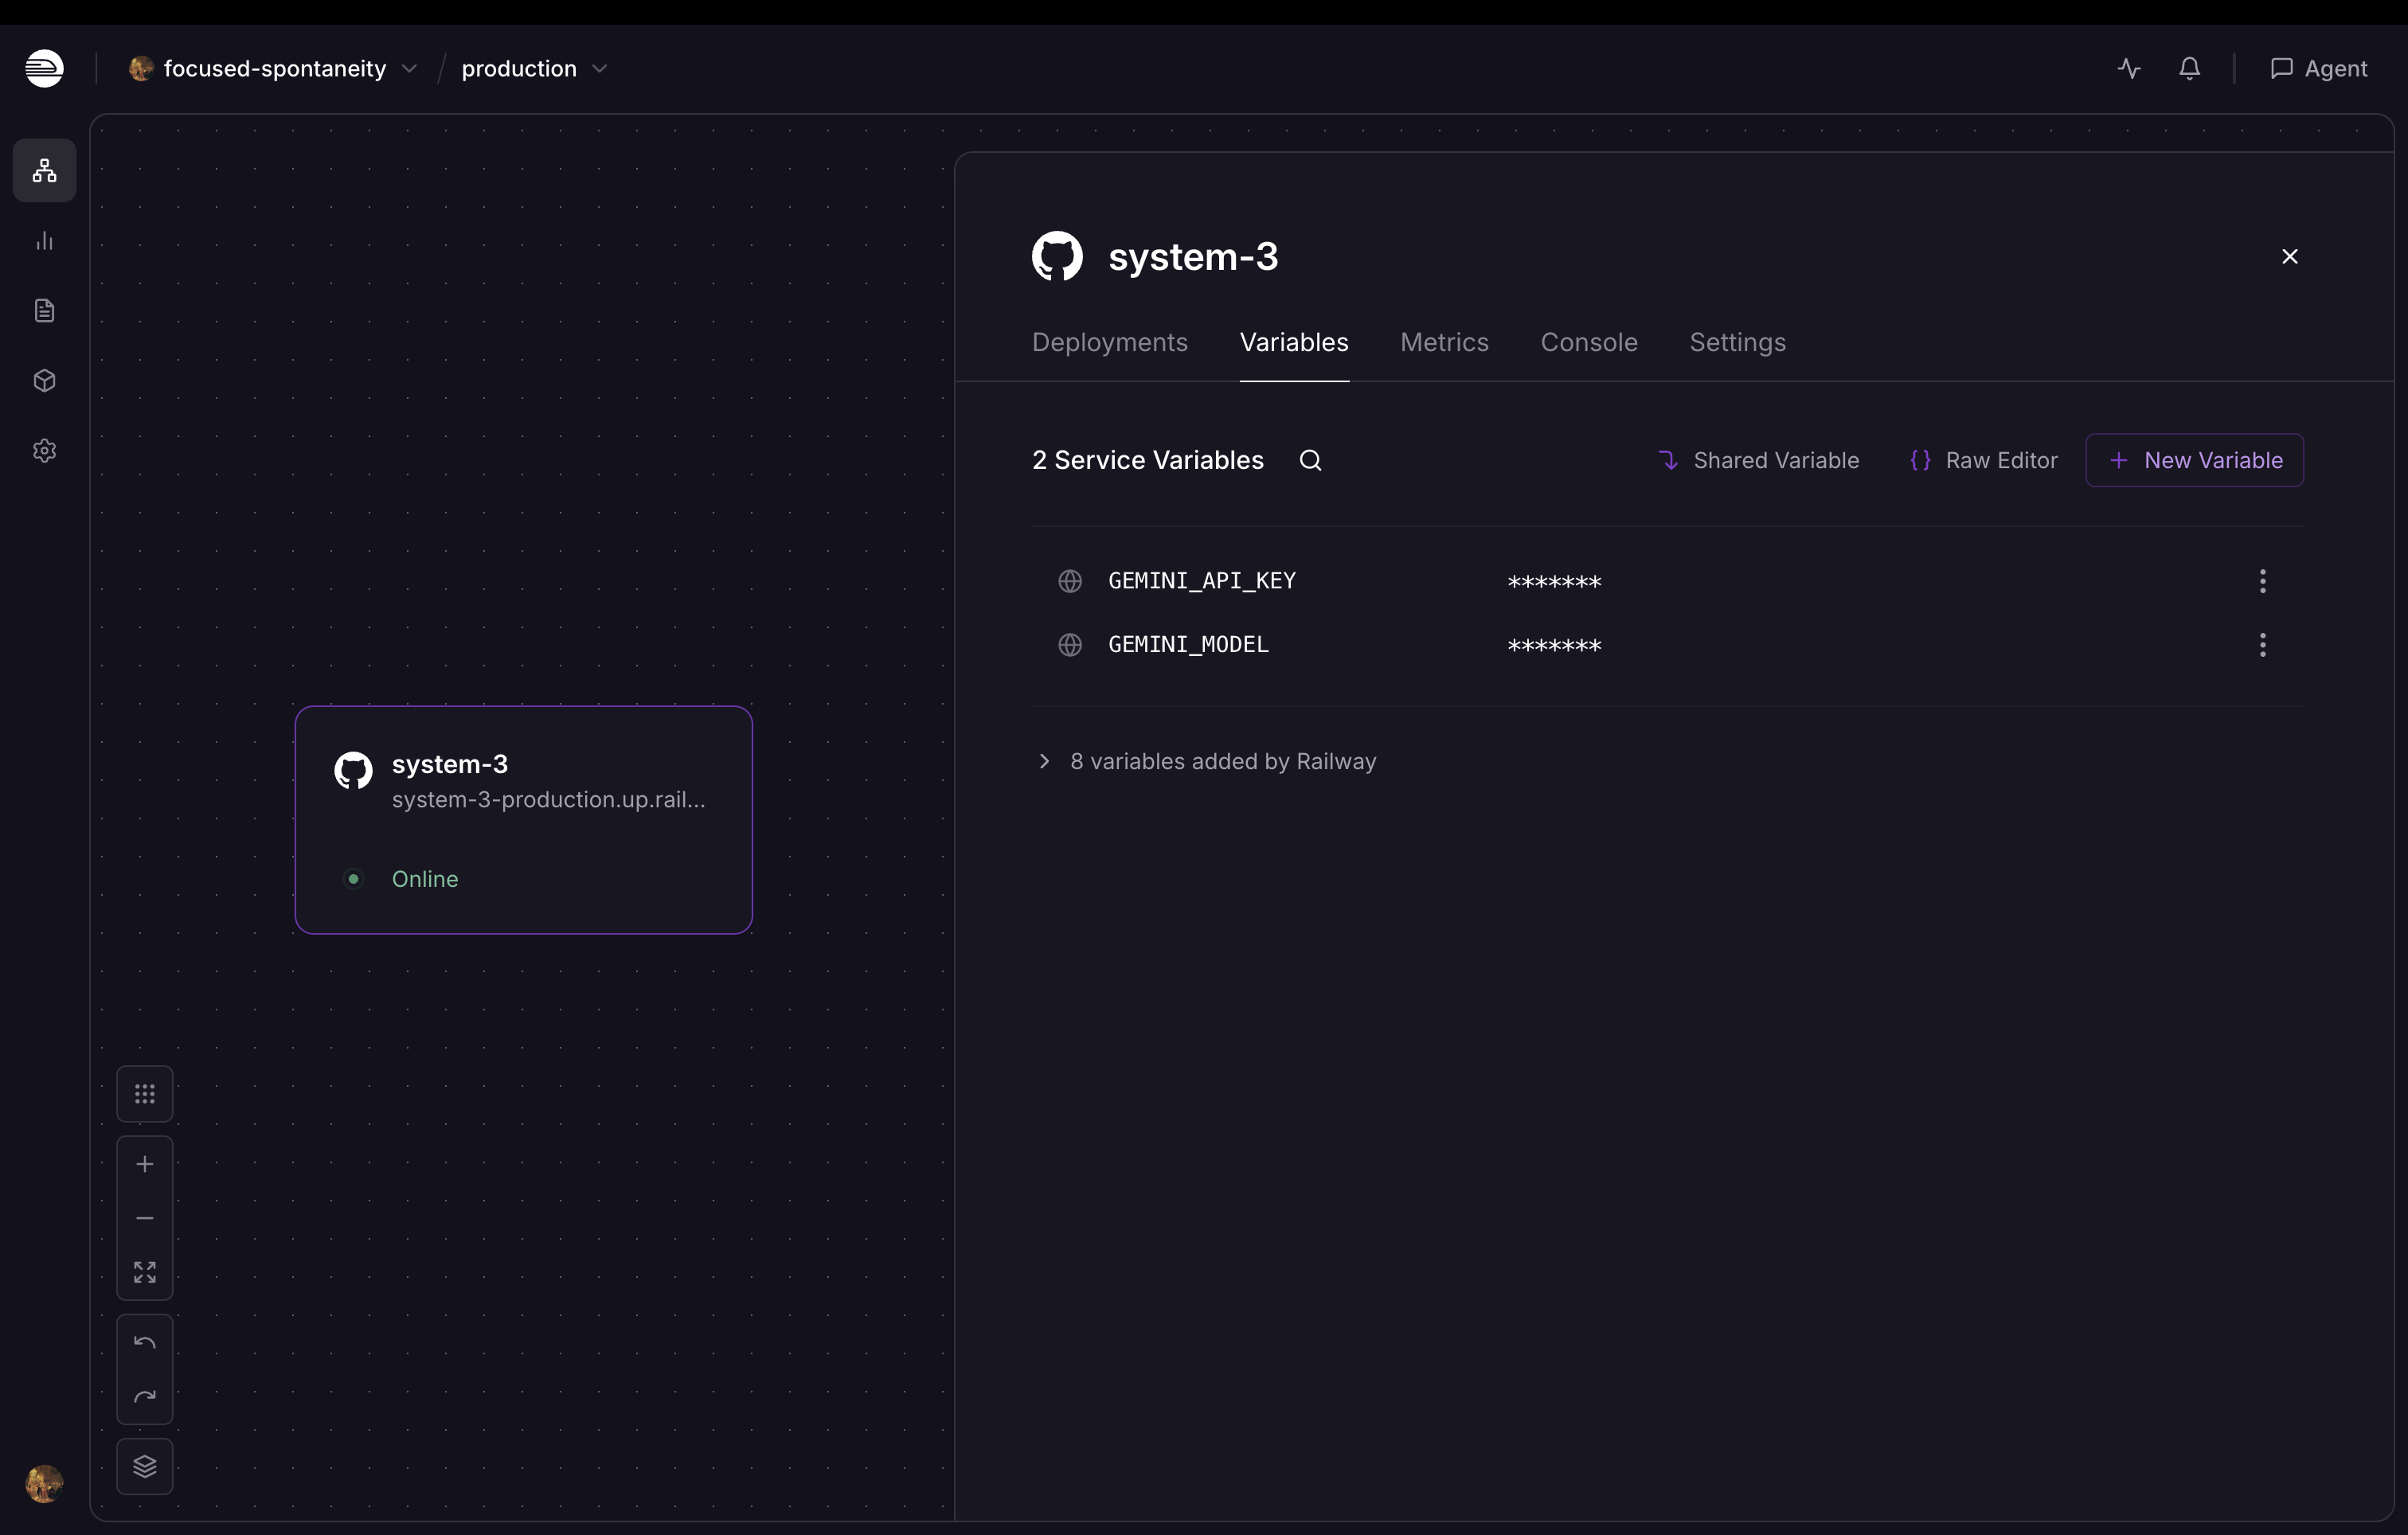 focused-spontaneity / production
Agent
system-3
Deployments Variables Metrics Console Settings
2 Service Variables Shared Variable {} Raw Editor + New Variable
GEMINI_API_KEY *******
GEMINI_MODEL *******
8 variables added by Railway
system-3
system-3-production.up.rail...
Online